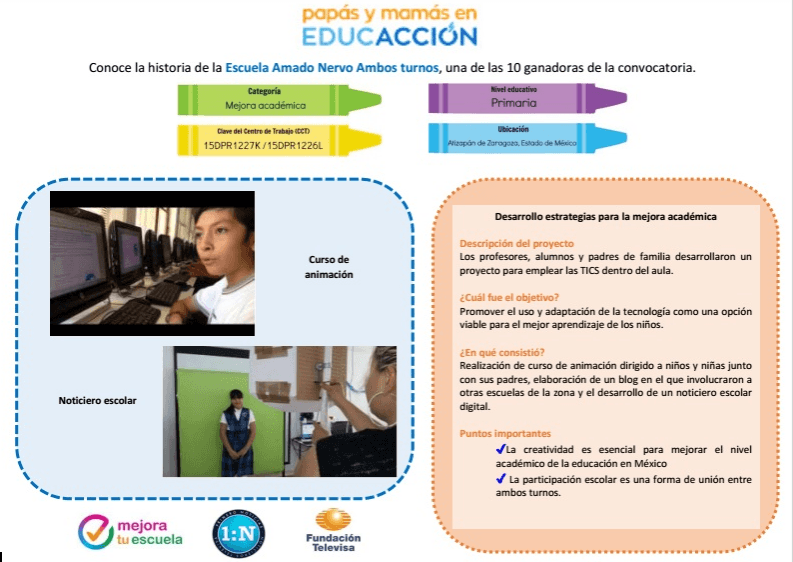 papás y mamás en
EDUCACCIÓN
Conoce la historia de la Escuela Amado Nervo Ambos turnos, una de las 10 ganadoras de la convocatoria.
Categoría
Mejora académica
Nivel educativo
Primaria
Clave del Centro de Trabajo (CCT)
15DPR1227K /15DPR1226L
Ubicación
Atizapán de Zaragoza, Estado de México
Curso de
animación
Noticiero escolar
Desarrollo estrategias para la mejora académica
Descripción del proyecto
Los profesores, alumnos y padres de familia desarrollaron un
proyecto para emplear las TICS dentro del aula.
¿Cuál fue el objetivo?
Promover el uso y adaptación de la tecnología como una opción
viable para el mejor aprendizaje de los niños.
¿En qué consistió?
Realización de curso de animación dirigido a niños y niñas junto
con sus padres, elaboración de un blog en el que involucraron a
otras escuelas de la zona y el desarrollo de un noticiero escolar
digital.
Puntos importantes
✔La creatividad es esencial para mejorar el nivel
académico de la educación en México
✔ La participación escolar es una forma de unión entre
ambos turnos.
mejora
tu escuela
1:N
Fundación
Televisa